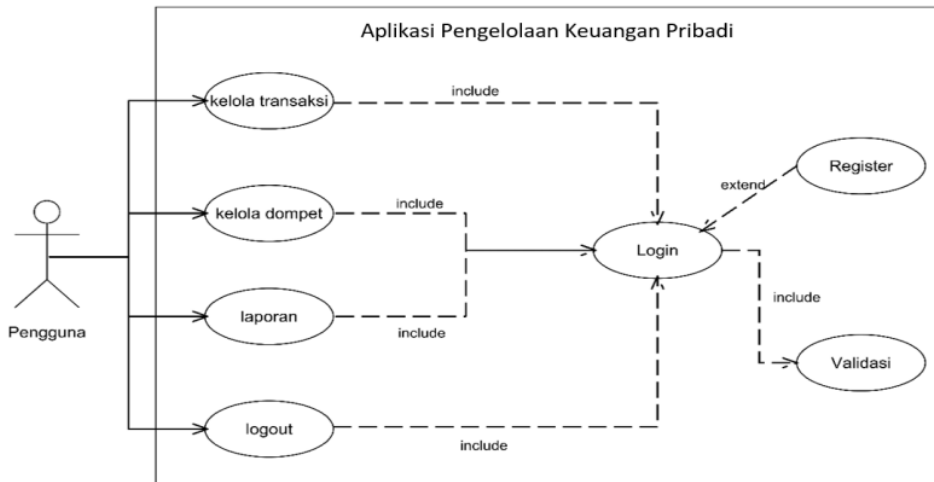 Aplikasi Pengelolaan Keuangan Pribadi
kelola transaksi
include
Register
extend
kelola dompet
include
Login
include
laporan
include
Validasi
Pengguna
logout
include